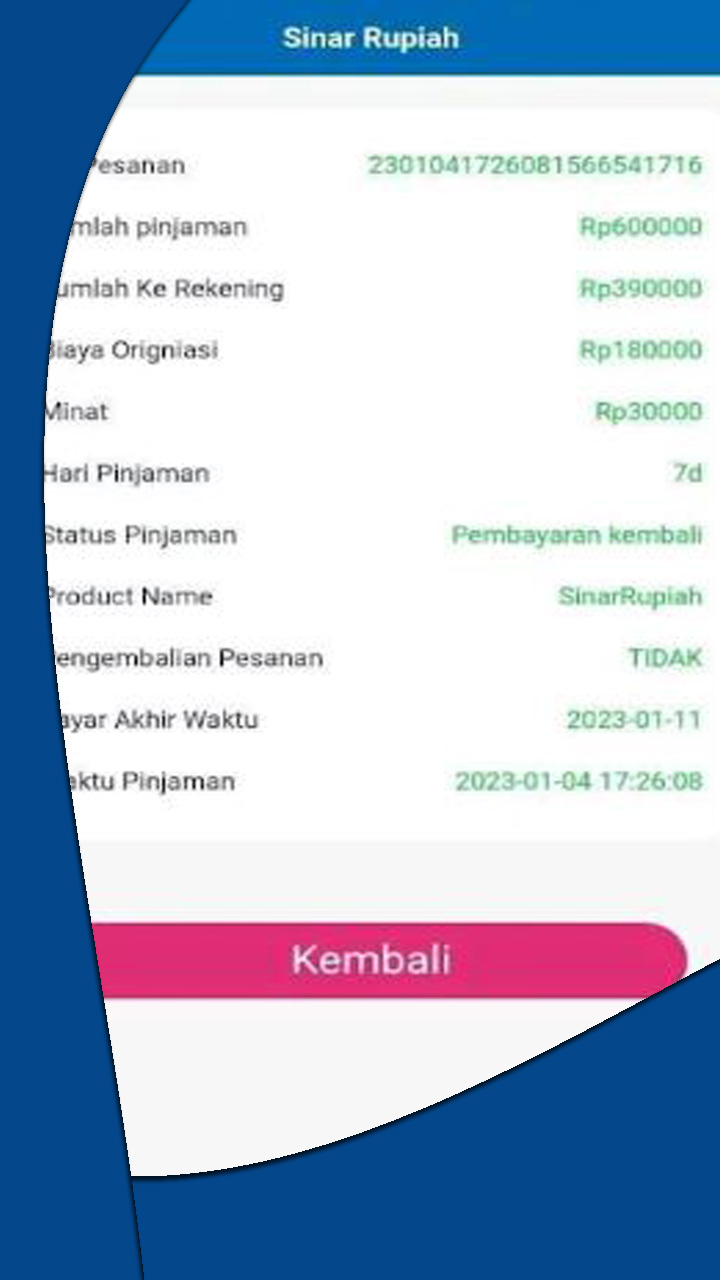 Sinar Rupiah
Pesanan 2301041726081566541716
mlah pinjaman Rp600000
umlah Ke Rekening Rp390000
Biaya Origniasi Rp180000
Minat Rp30000
Hari Pinjaman 7d
Status Pinjaman Pembayaran kembali
Product Name SinarRupiah
engembalian Pesanan TIDAK
ayar Akhir Waktu 2023-01-11
aktu Pinjaman 2023-01-04 17:26:08
Kembali